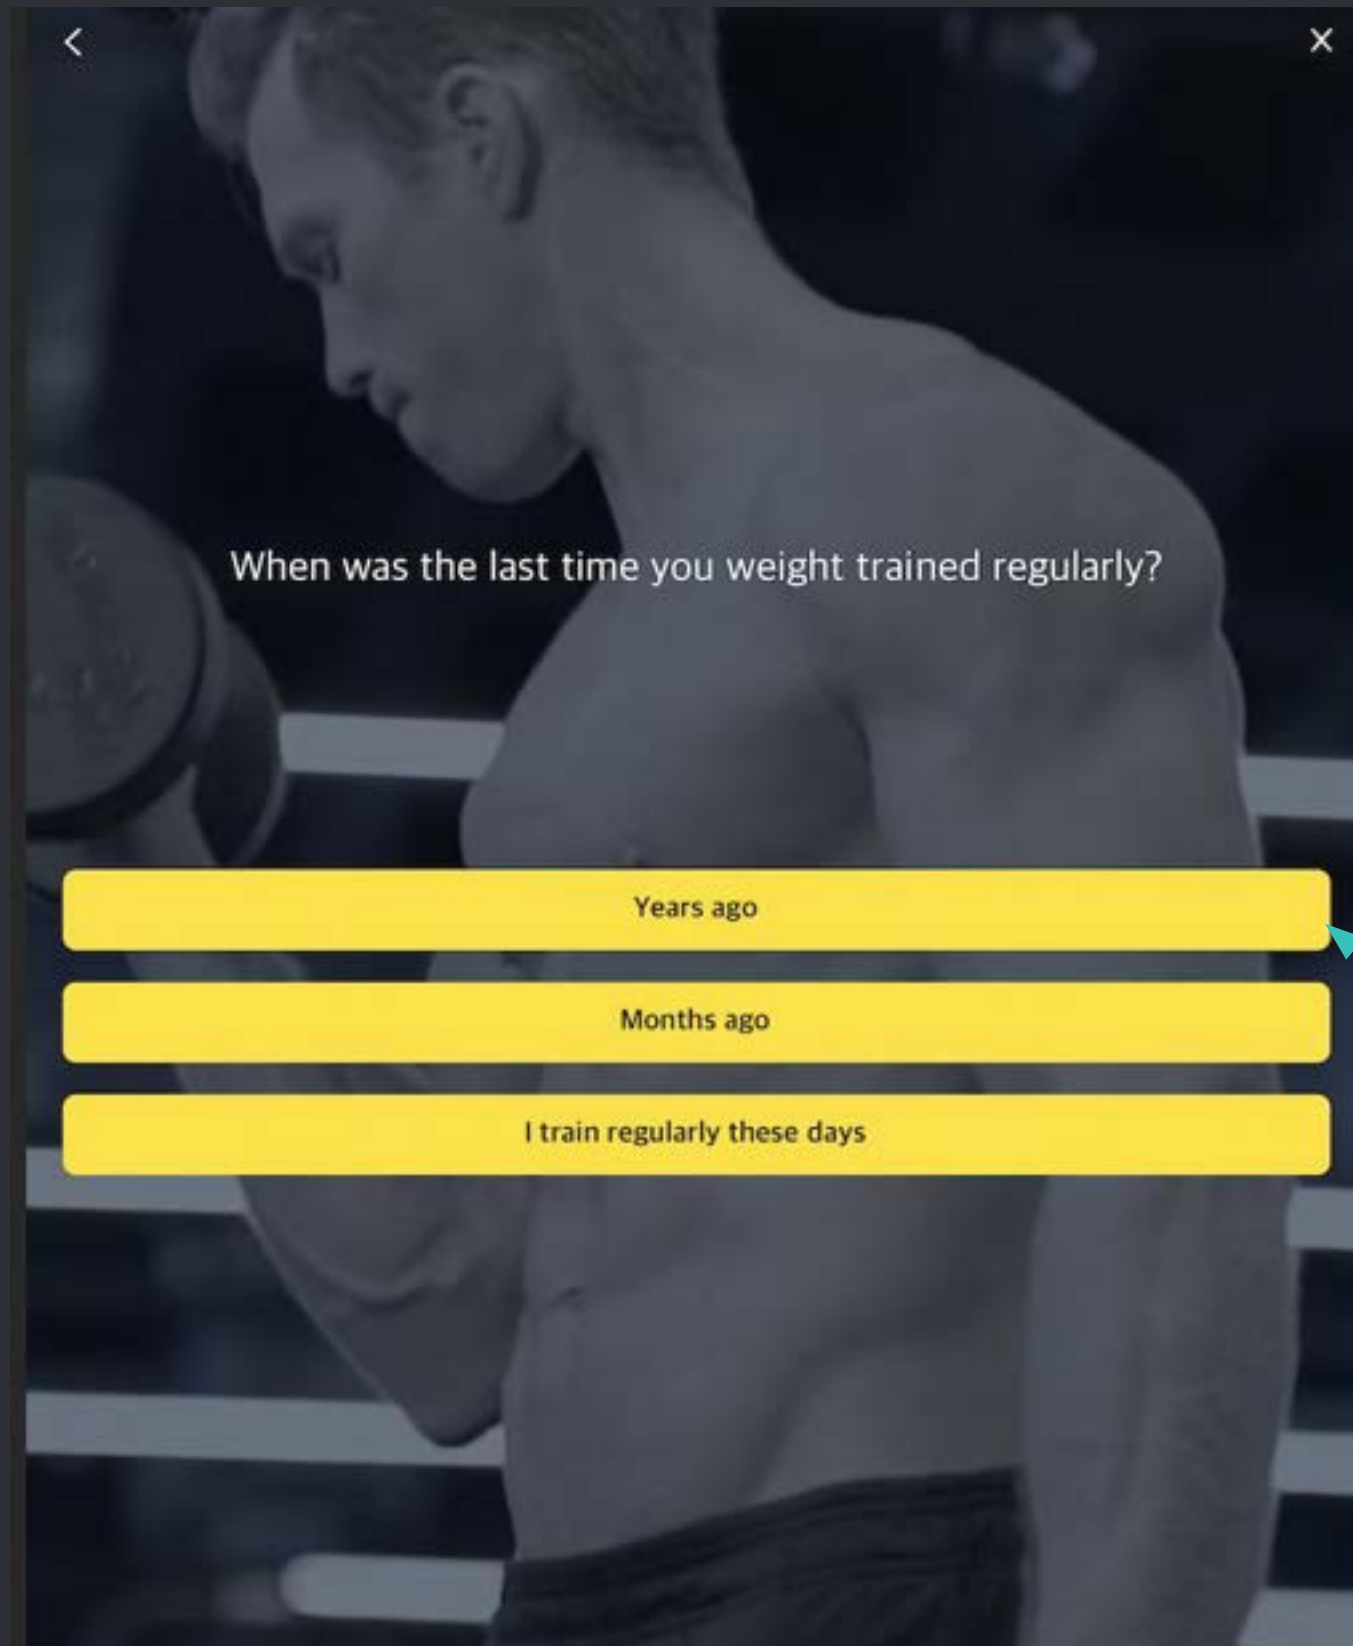 When was the last time you weight trained regularly?
Years ago
Months ago
I train regularly these days